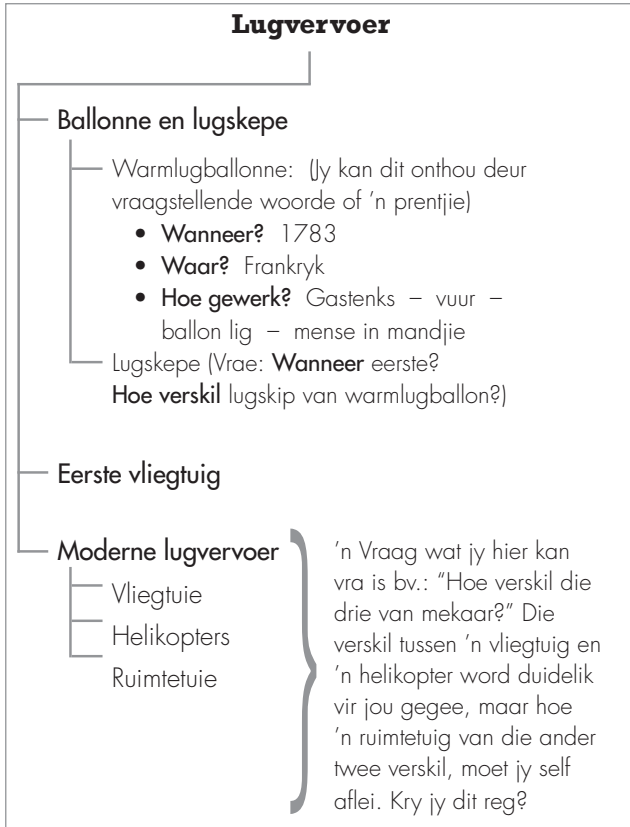 Lugvervoer
Ballonne en lugskepe
Warmlugballonne: (Jy kan dit onthou deur
vraagstellende woorde of 'n prentjie)
• Wanneer? 1783
• Waar? Frankryk
• Hoe gewerk? Gastenks – vuur –
ballon lig – mense in mandjie
Lugskepe (Vrae: Wanneer eerste?
Hoe verskil lugskip van warmlugballon?)
Eerste vliegtuig
Moderne lugvervoer
Vliegtuie
Helikopters
Ruimtetuie
'n Vraag wat jy hier kan
vra is bv.: "Hoe verskil die
drie van mekaar?" Die
verskil tussen 'n vliegtuig en
'n helikopter word duidelik
vir jou gegee, maar hoe
'n ruimtetuig van die ander
twee verskil, moet jy self
aflei. Kry jy dit reg?